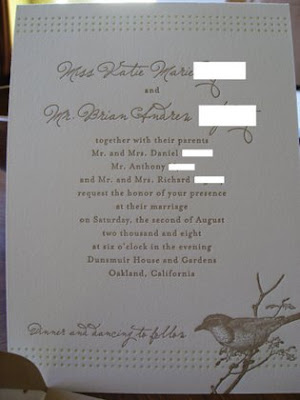 Miss Katie Marie
and
Mr. Brian Andrew
together with their parents
Mr. and Mrs. Daniel
Mr. Anthony
and Mr. and Mrs. Richard
request the honor of your presence
at their marriage
on Saturday, the second of August
two thousand and eight
at six o'clock in the evening
Dunsmuir House and Gardens
Oakland, California
Dinner and dancing to follow